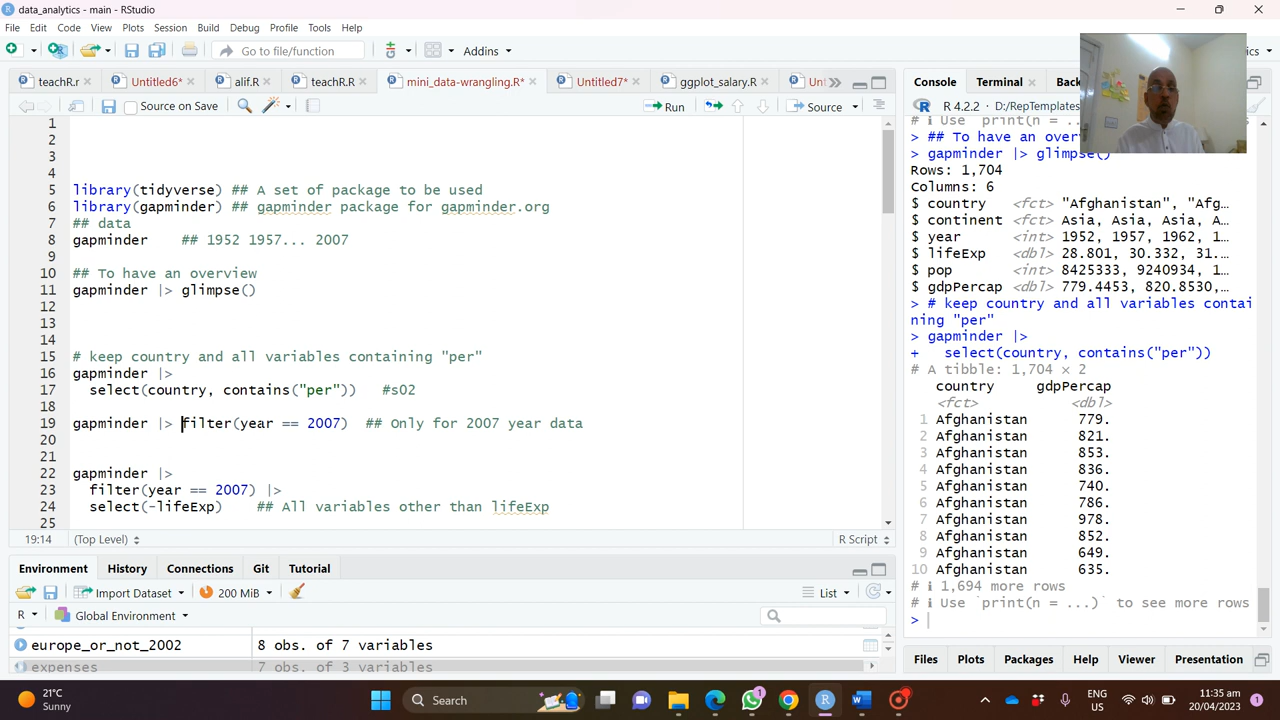 data_analytics - main - RStudio
File Edit Code View Plots Session Build Debug Profile Tools Help
Go to file/function Addins
teachR.r Untitled6* alif.R teachR.R mini_data-wrangling.R* Untitled7* ggplot_salary.R
Source on Save Run Source
1
2
3
4
5 library(tidyverse) ## A set of package to be used
6 library(gapminder) ## gapminder package for gapminder.org
7 ## data
8 gapminder ## 1952 1957... 2007
9
10 ## To have an overview
11 gapminder |> glimpse()
12
13
14
15 # keep country and all variables containing "per"
16 gapminder |>
17 select(country, contains("per")) #s02
18
19 gapminder |> filter(year == 2007) ## Only for 2007 year data
20
21
22 gapminder |>
23 filter(year == 2007) |>
24 select(-lifeExp) ## All variables other than lifeExp
25
19:14 (Top Level) R Script
Environment History Connections Git Tutorial
Import Dataset 200 MiB List
R Global Environment
europe_or_not_2002 8 obs. of 7 variables
expenses 7 obs. of 3 variables
Console Terminal
R 4.2.2 · D:/RepTemplates
# ℹ Use `print(n = ...
> ## To have an over
> gapminder |> glimpse()
Rows: 1,704
Columns: 6
$ country <fct> "Afghanistan", "Afg…
$ continent <fct> Asia, Asia, Asia, A…
$ year <int> 1952, 1957, 1962, 1…
$ lifeExp <dbl> 28.801, 30.332, 31.…
$ pop <int> 8425333, 9240934, 1…
$ gdpPercap <dbl> 779.4453, 820.8530,…
> # keep country and all variables contai
ning "per"
> gapminder |>
+ select(country, contains("per"))
# A tibble: 1,704 × 2
country gdpPercap
<fct> <dbl>
1 Afghanistan 779.
2 Afghanistan 821.
3 Afghanistan 853.
4 Afghanistan 836.
5 Afghanistan 740.
6 Afghanistan 786.
7 Afghanistan 978.
8 Afghanistan 852.
9 Afghanistan 649.
10 Afghanistan 635.
# ℹ 1,694 more rows
# ℹ Use `print(n = ...)` to see more rows
>
Files Plots Packages Help Viewer Presentation
21°C
Sunny
Search
ENG
US
11:35 am
20/04/2023
1